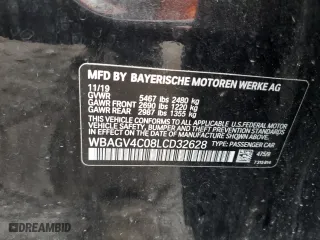 MFD BY BAYERISCHE MOTOREN WERKE AG
11/19
GVWR 5467 lbs 2480 kg
GAWR FRONT 2690 lbs 1220 kg
GAWR REAR 2987 lbs 1355 kg
THIS VEHICLE CONFORMS TO ALL APPLICABLE U.S. FEDERAL
MOTOR VEHICLE SAFETY, BUMPER, AND THEFT PREVENTION
STANDARDS IN EFFECT ON THE DATE OF MANUFACTURE SHOWN ABOVE.
WBAGV4C08LCD32628 TYPE: PASSENGER CAR